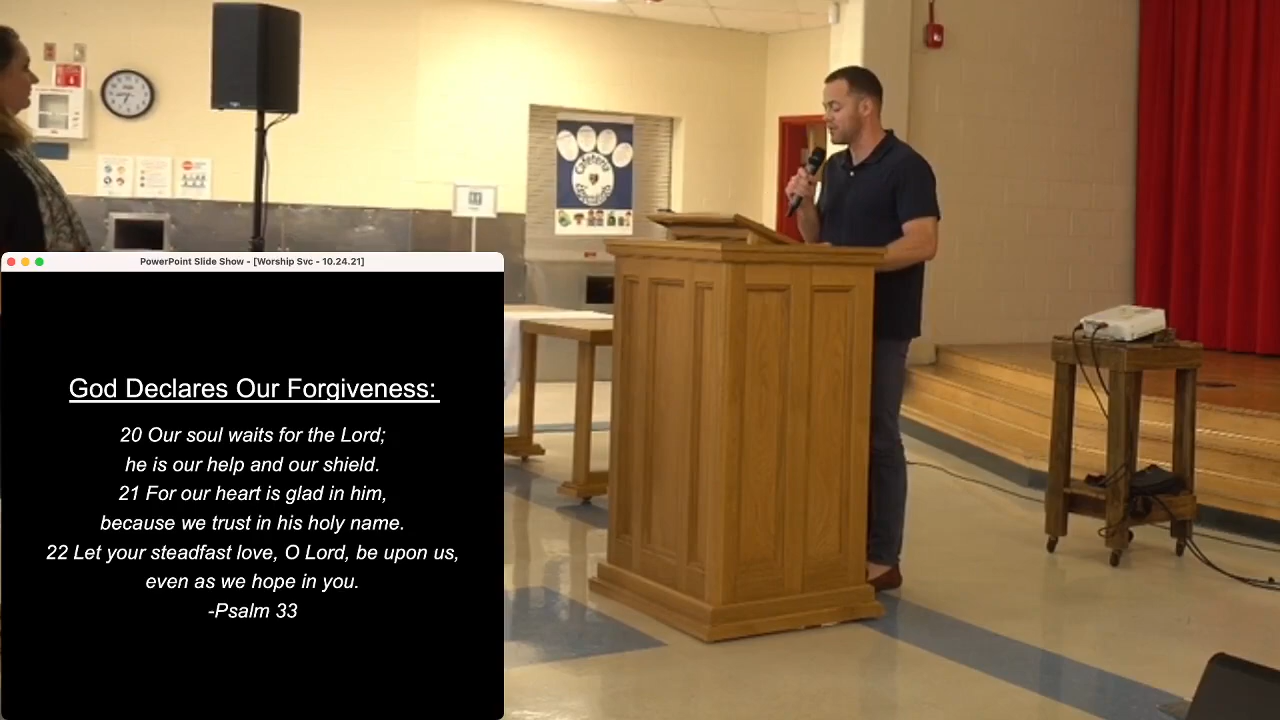 Cafeteria
PowerPoint Slide Show - [Worship Svc - 10.24.21]
God Declares Our Forgiveness:
20 Our soul waits for the Lord;
he is our help and our shield.
21 For our heart is glad in him,
because we trust in his holy name.
22 Let your steadfast love, O Lord, be upon us,
even as we hope in you.
-Psalm 33